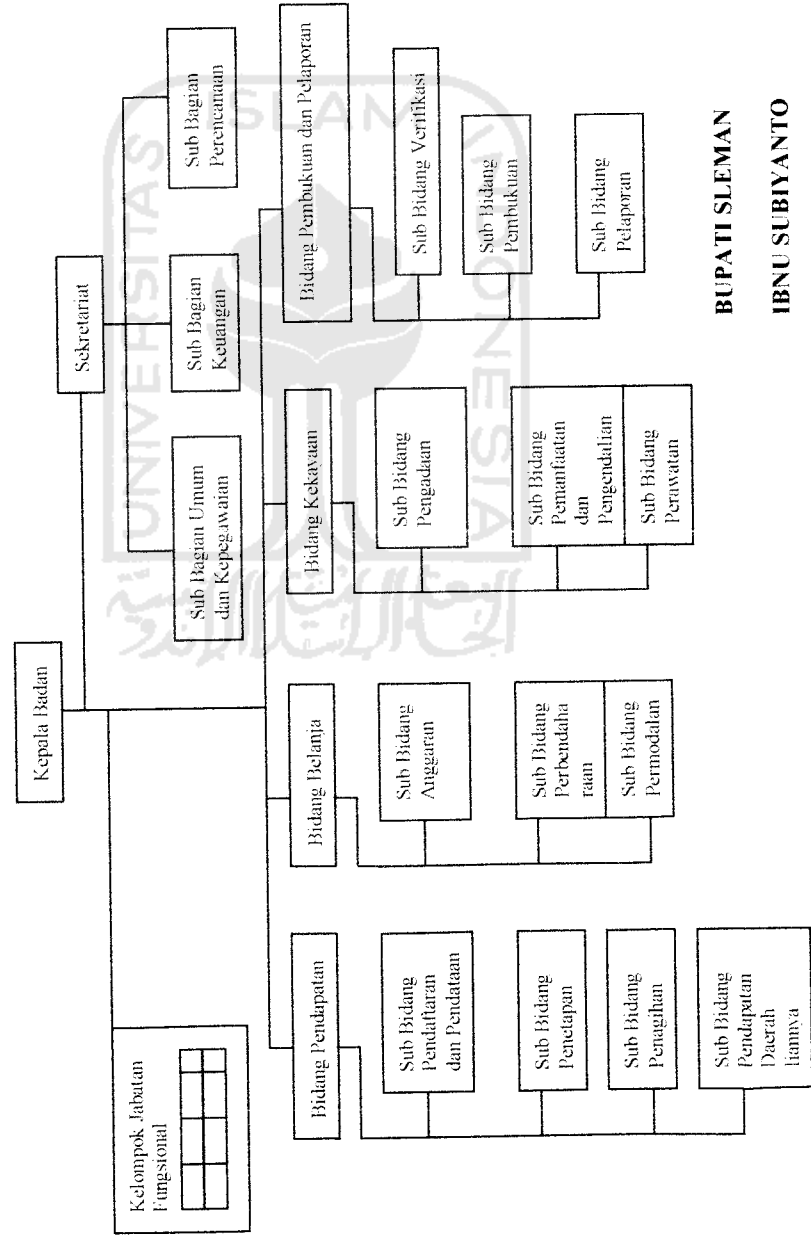 Kepala Badan
Kelompok Jabatan
Fungsional
Sekretariat
Sub Bagian Umum
dan Kepegawaian
Sub Bagian
Keuangan
Sub Bagian
Perencanaan
Bidang Pendapatan
Sub Bidang
Pendaftaran
dan Pendataan
Sub Bidang
Penetapan
Sub Bidang
Penagihan
Sub Bidang
Pendapatan
Daerah
liannya
Bidang Belanja
Sub Bidang
Anggaran
Sub Bidang
Perbendaha
raan
Sub Bidang
Permodalan
Bidang Kekayaan
Sub Bidang
Pengadaan
Sub Bidang
Pemanfaatan
dan
Pengendalian
Sub Bidang
Perawatan
Bidang Pembukuan dan Pelaporan
Sub Bidang Verifikasi
Sub Bidang
Pembukuan
Sub Bidang
Pelaporan
BUPATI SLEMAN
IBNU SUBIYANTO
UNIVERSITAS ISLAM INDONESIA